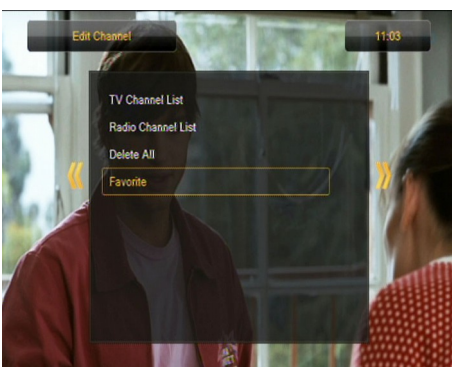 Edit Channel
11:03
TV Channel List
Radio Channel List
Delete All
Favorite